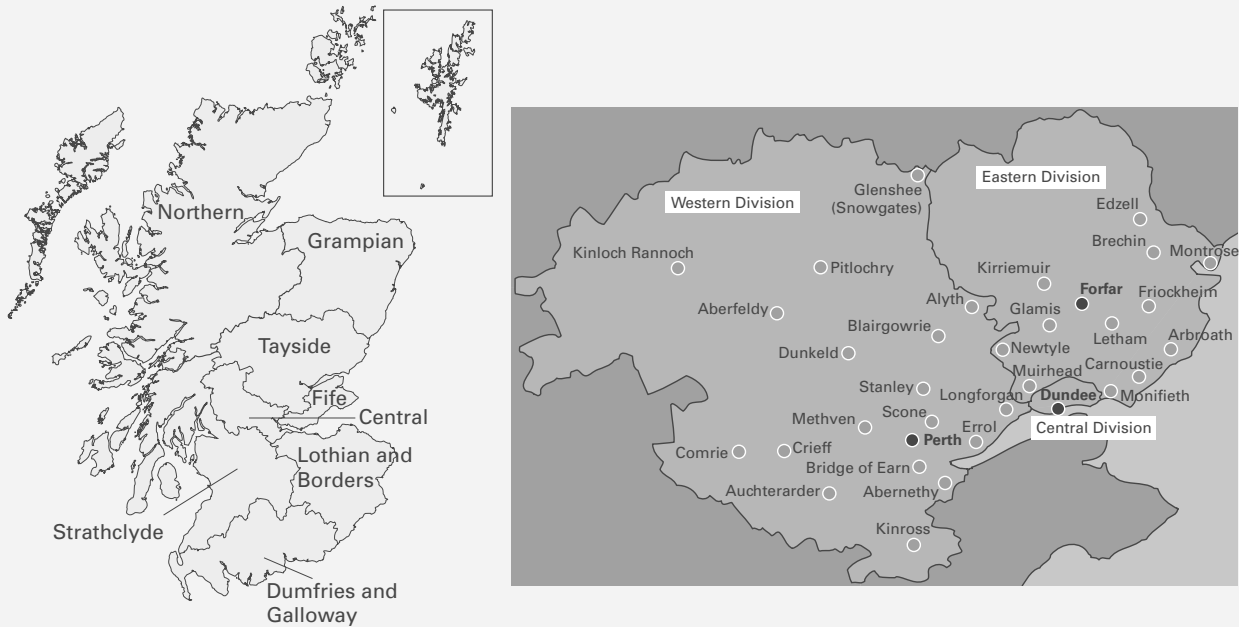 Northern
Grampian
Tayside
Fife
Central
Lothian and
Borders
Strathclyde
Dumfries and
Galloway
Western Division
Glenshee
(Snowgates)
Eastern Division
Edzell
Brechin
Montrose
Kinloch Rannoch
Pitlochry
Kirriemuir
Forfar
Friockheim
Alyth
Glamis
Aberfeldy
Blairgowrie
Letham
Arbroath
Dunkeld
Newtyle
Carnoustie
Muirhead
Stanley
Longforgan
Dundee
Monifieth
Methven
Scone
Errol
Central Division
Perth
Comrie
Crieff
Bridge of Earn
Auchterarder
Abernethy
Kinross